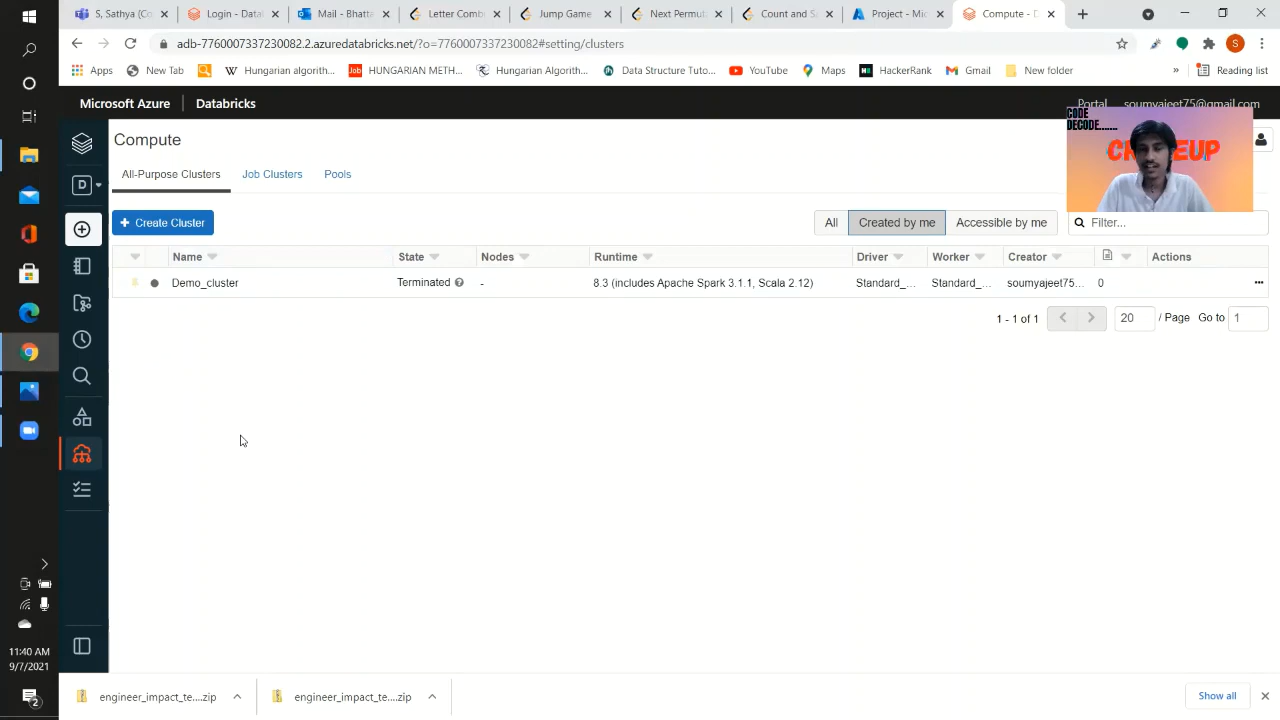 S, Sathya (Co
Login - Datal
Mail - Bhatta
Letter Comb
Jump Game
Next Permut
Count and Sa
Project - Mic
Compute - D
adb-7760007337230082.2.azuredatabricks.net/?o=7760007337230082#setting/clusters
S
Apps
New Tab
Hungarian algorith...
Job
HUNGARIAN METH...
Hungarian Algorith...
Data Structure Tuto...
YouTube
Maps
HackerRank
Gmail
New folder
»
Reading list
Microsoft Azure
Databricks
Portal
soumyajeet75@gmail.com
CODE
DECODE.......
D
Compute
All-Purpose Clusters
Job Clusters
Pools
+ Create Cluster
All
Created by me
Accessible by me
Filter...
Name
State
Nodes
Runtime
Driver
Worker
Creator
Actions
Demo_cluster
Terminated
-
8.3 (includes Apache Spark 3.1.1, Scala 2.12)
Standard_...
Standard_...
soumyajeet75...
0
1 - 1 of 1
20
/ Page
Go to
1
11:40 AM
9/7/2021
2
engineer_impact_te....zip
engineer_impact_te....zip
Show all